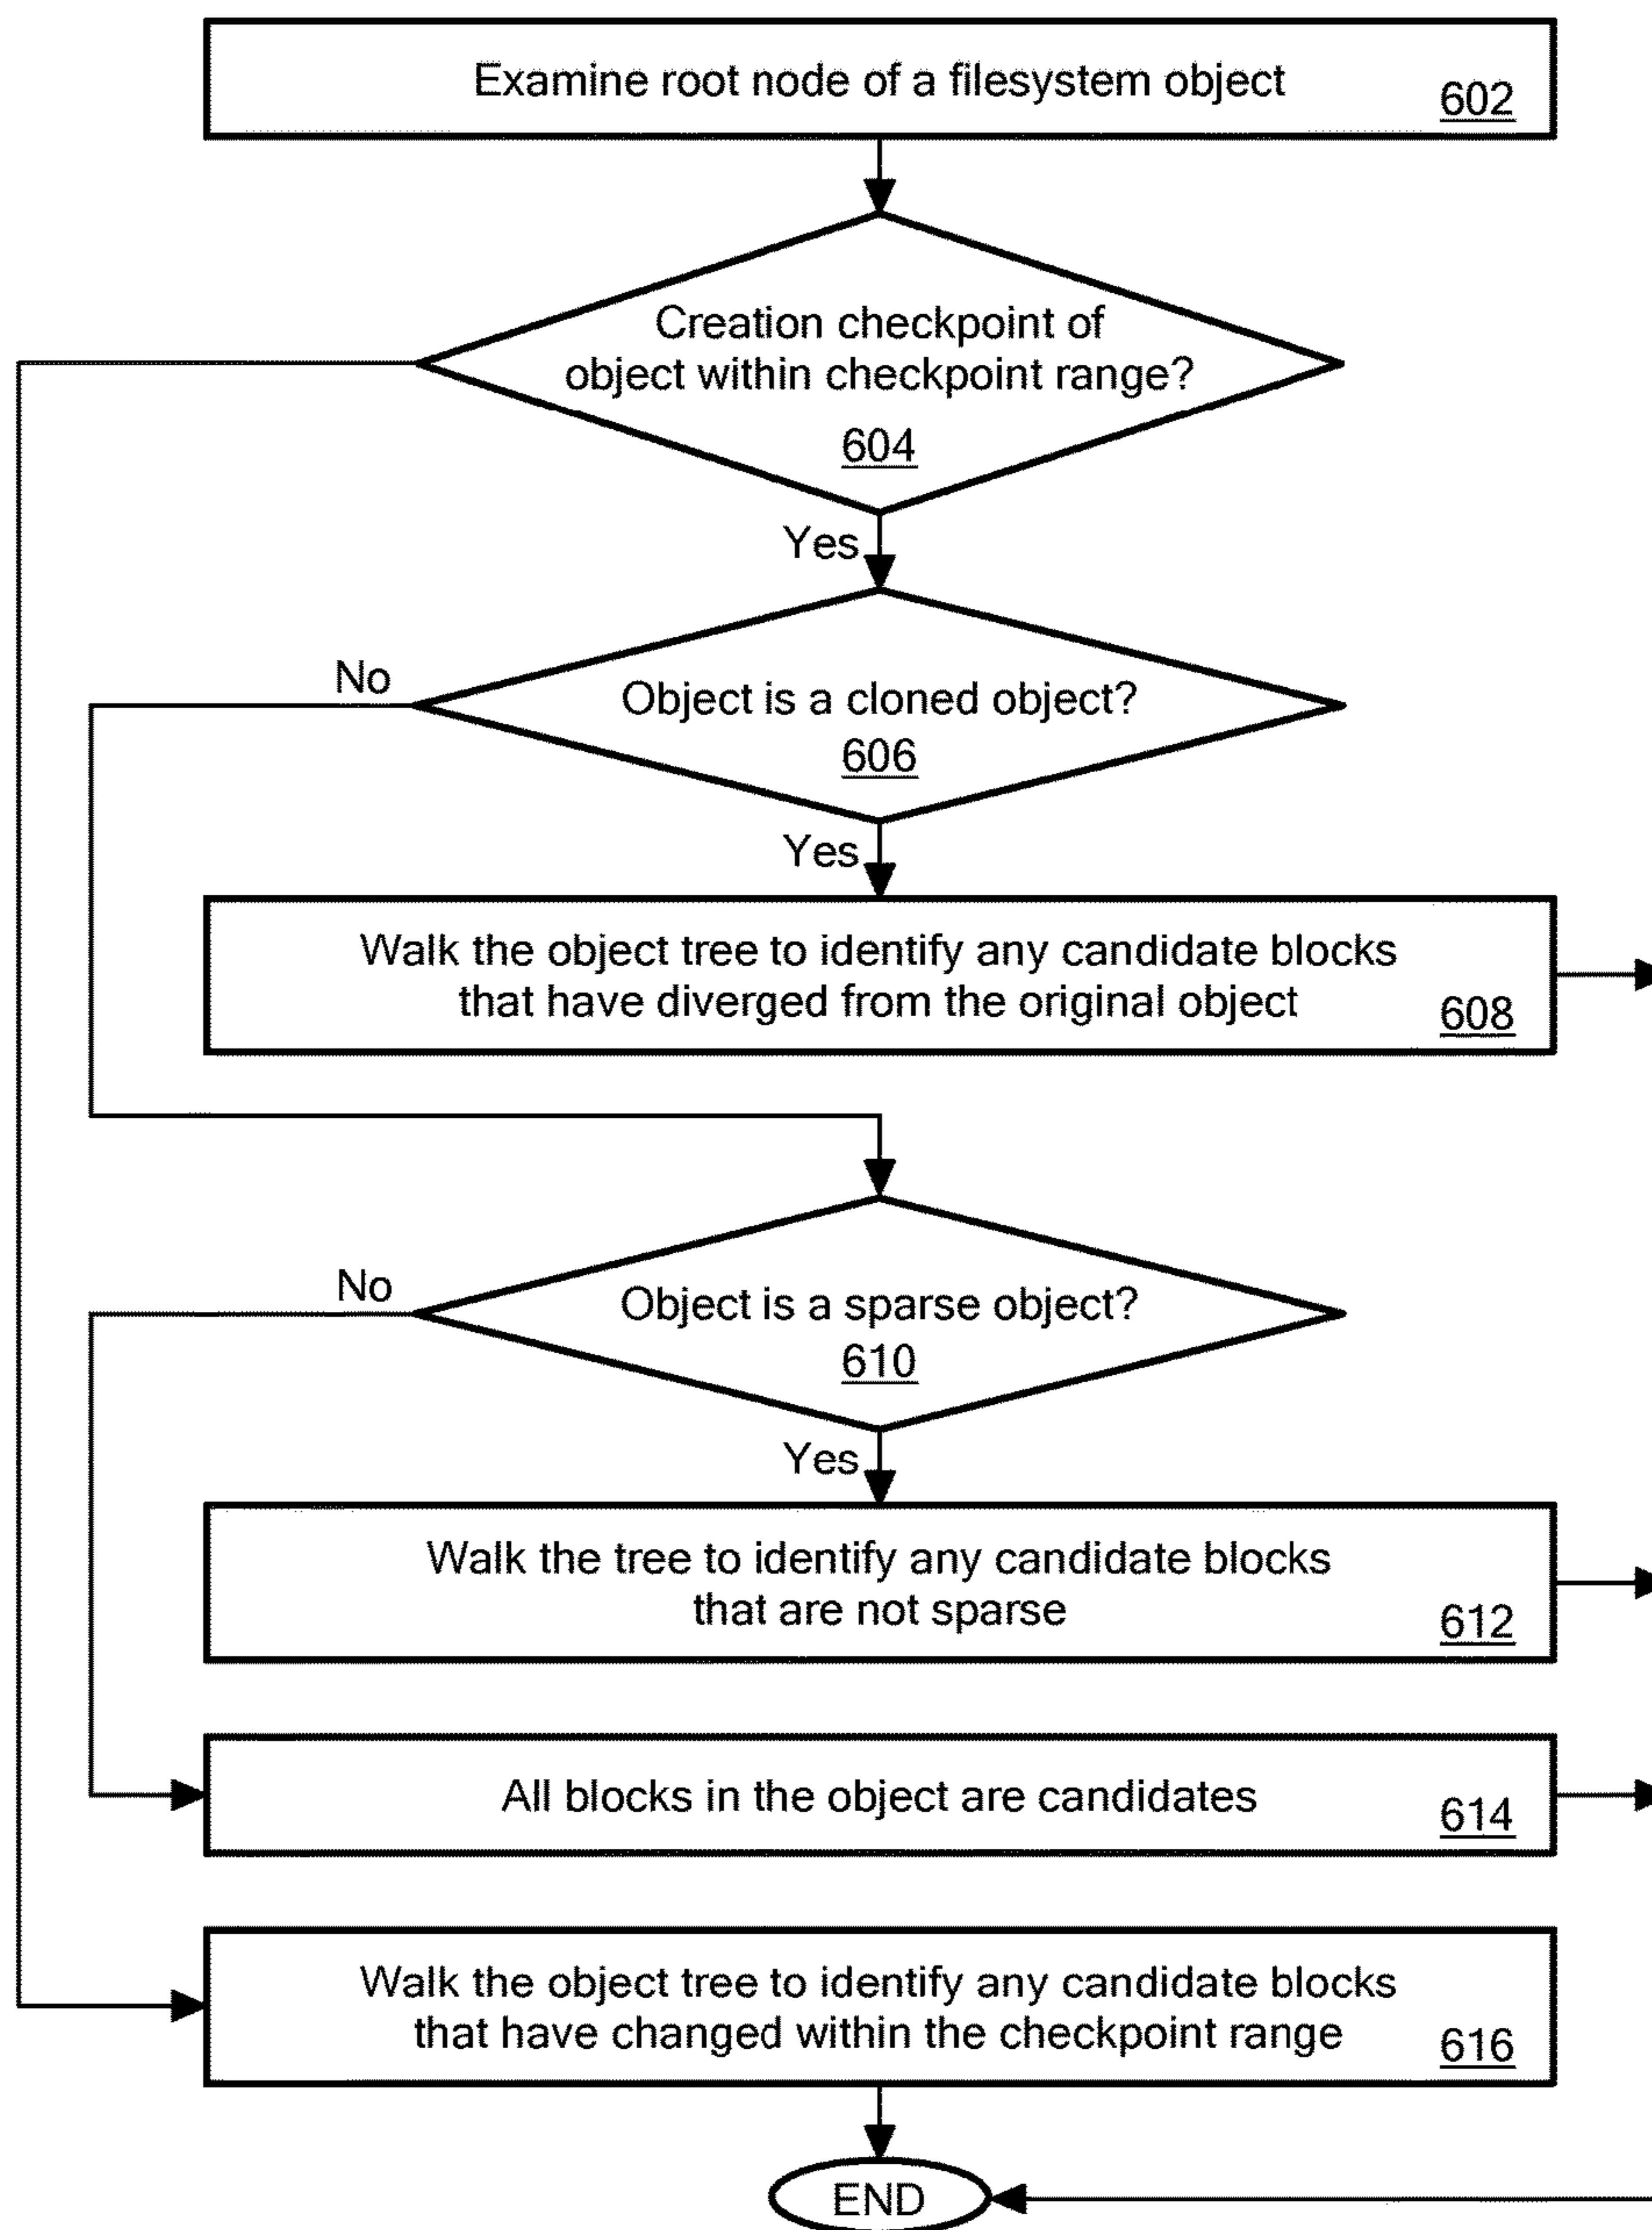 Examine root node of a filesystem object
602
Creation checkpoint of
object within checkpoint range?
604
Yes
No
Object is a cloned object?
606
Yes
Walk the object tree to identify any candidate blocks
that have diverged from the original object
608
No
Object is a sparse object?
610
Yes
Walk the tree to identify any candidate blocks
that are not sparse
612
All blocks in the object are candidates
614
Walk the object tree to identify any candidate blocks
that have changed within the checkpoint range
616
END